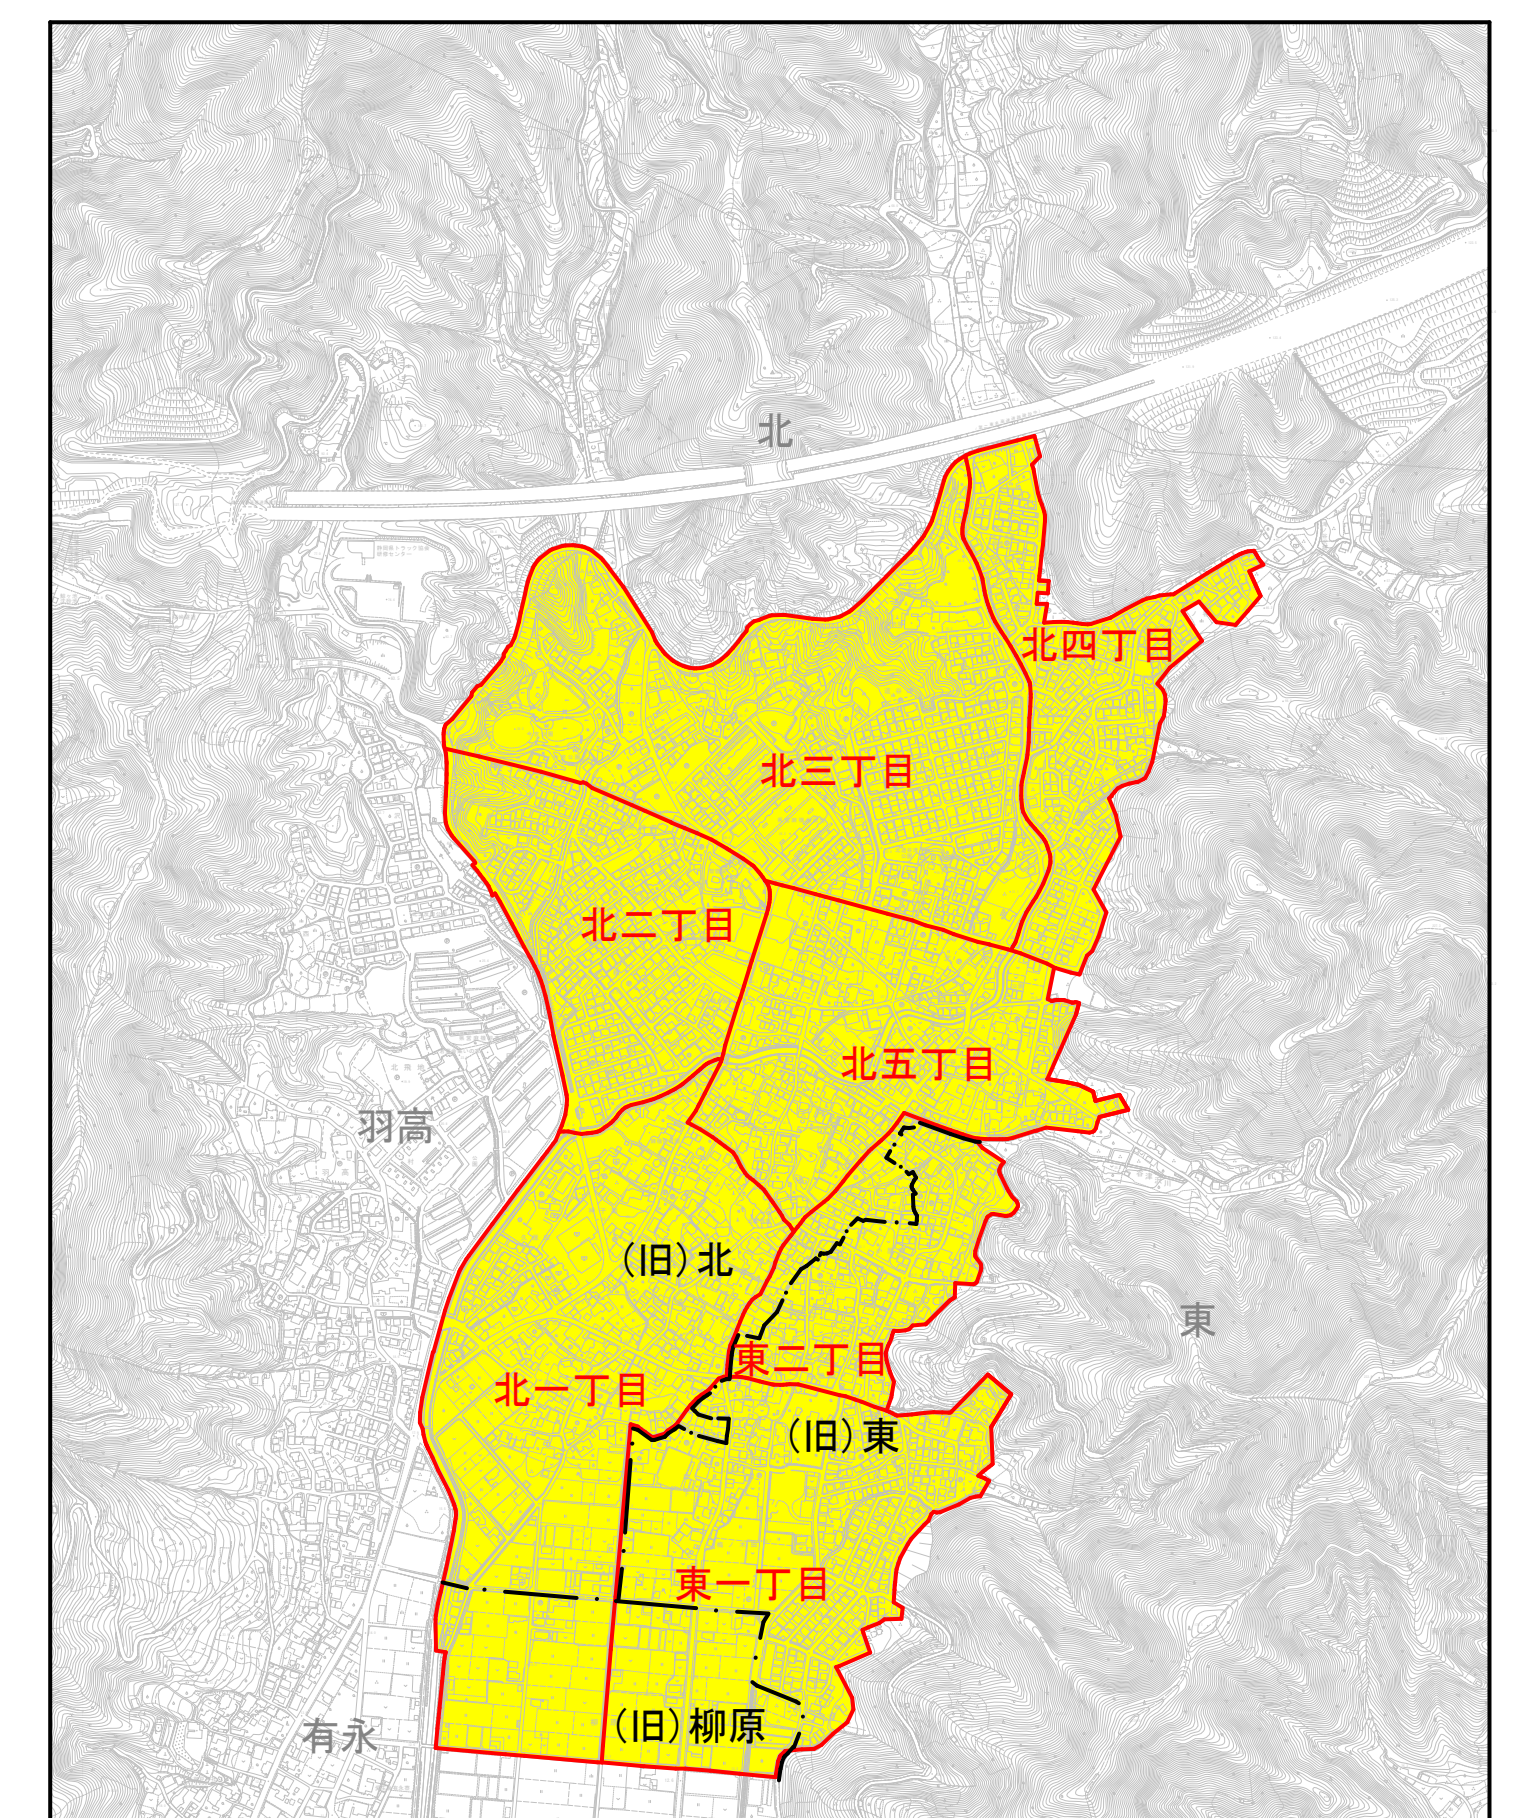 北
北四丁目
北三丁目
北二丁目
北五丁目
羽高
(旧)北
東
東二丁目
北一丁目
(旧)東
東一丁目
(旧)柳原
有永